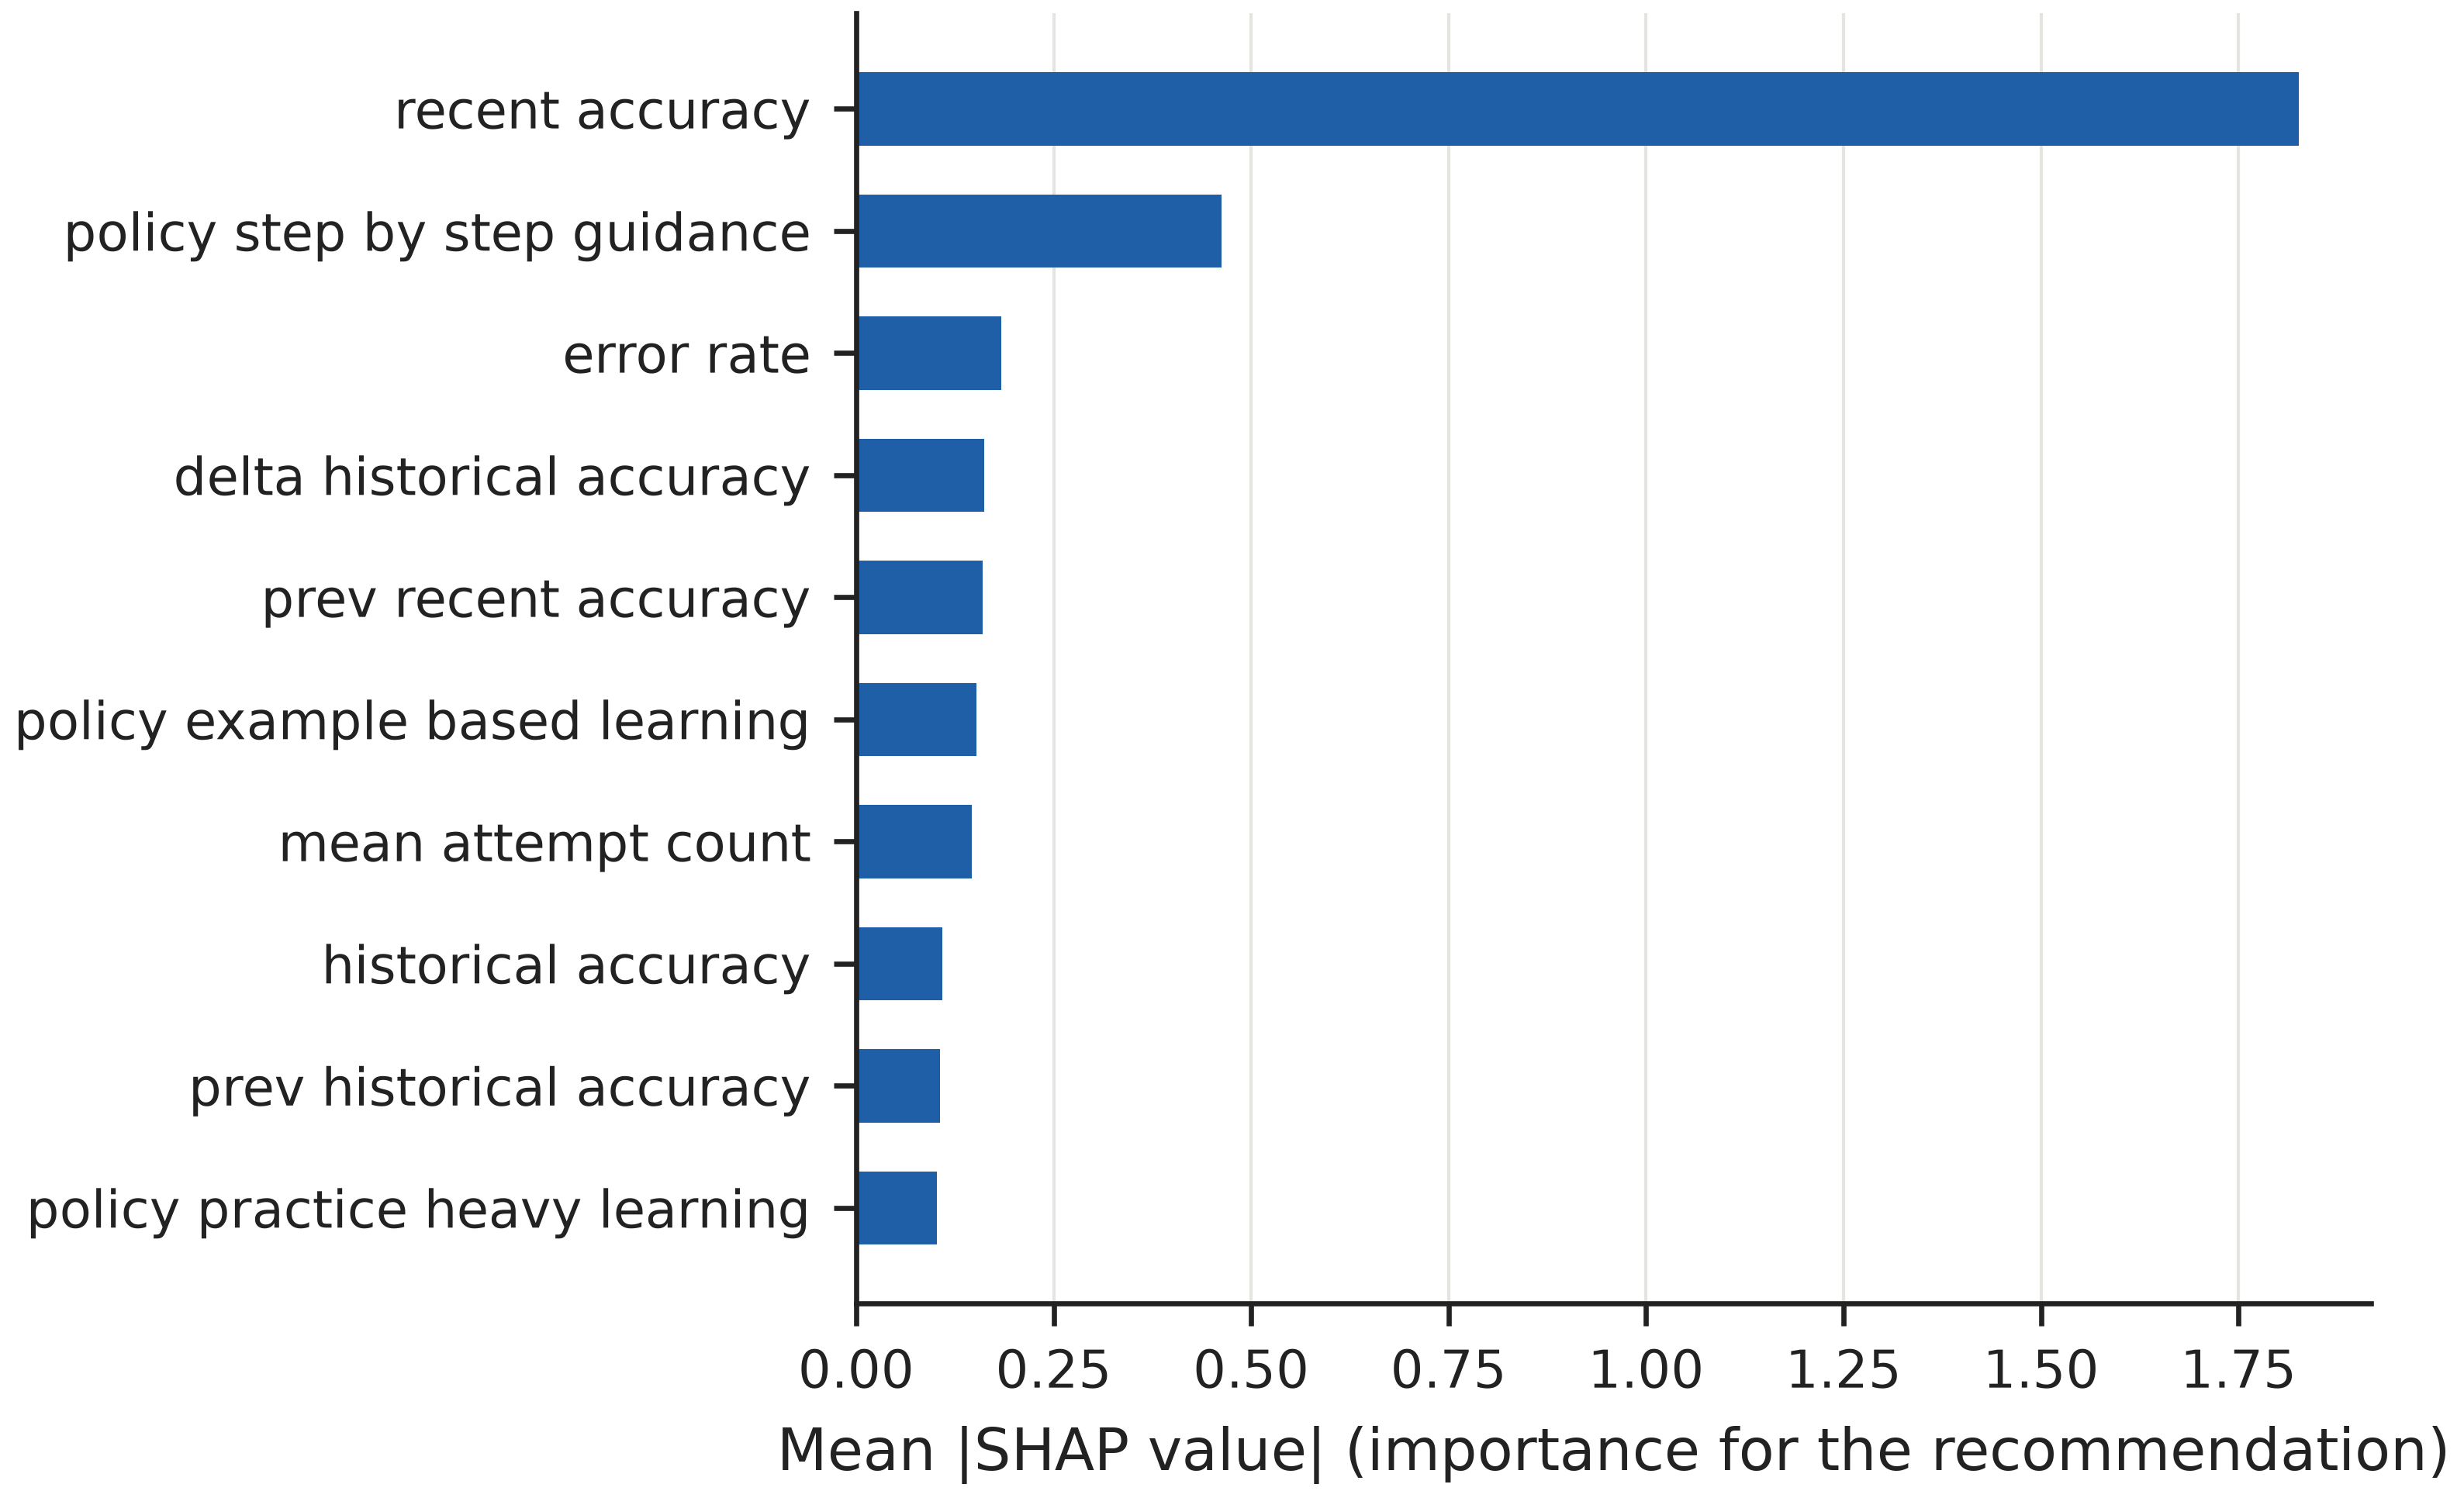 recent accuracy
policy step by step guidance
error rate
delta historical accuracy
prev recent accuracy
policy example based learning
mean attempt count
historical accuracy
prev historical accuracy
policy practice heavy learning
0.00 0.25 0.50 0.75 1.00 1.25 1.50 1.75
Mean |SHAP value| (importance for the recommendation)